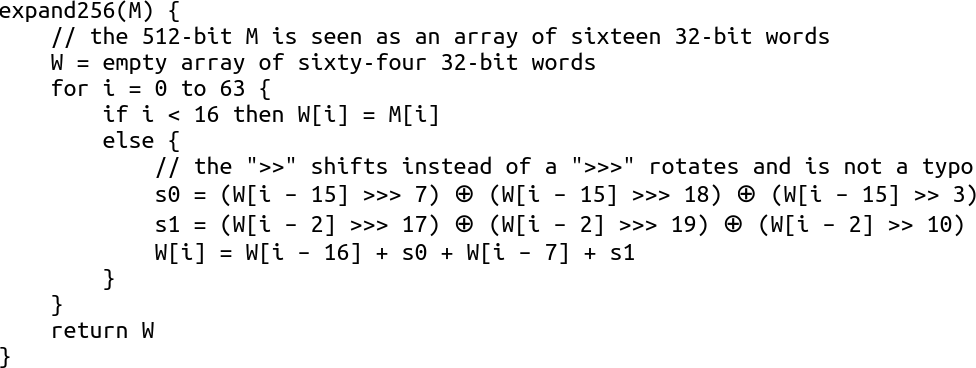 expand256(M) {
    // the 512-bit M is seen as an array of sixteen 32-bit words
    W = empty array of sixty-four 32-bit words
    for i = 0 to 63 {
        if i < 16 then W[i] = M[i]
        else {
            // the ">>" shifts instead of a ">>>" rotates and is not a typo
            s0 = (W[i – 15] >>> 7) ⊕ (W[i – 15] >>> 18) ⊕ (W[i – 15] >> 3)
            s1 = (W[i – 2] >>> 17) ⊕ (W[i – 2] >>> 19) ⊕ (W[i – 2] >> 10)
            W[i] = W[i – 16] + s0 + W[i – 7] + s1
        }
    }
    return W
}